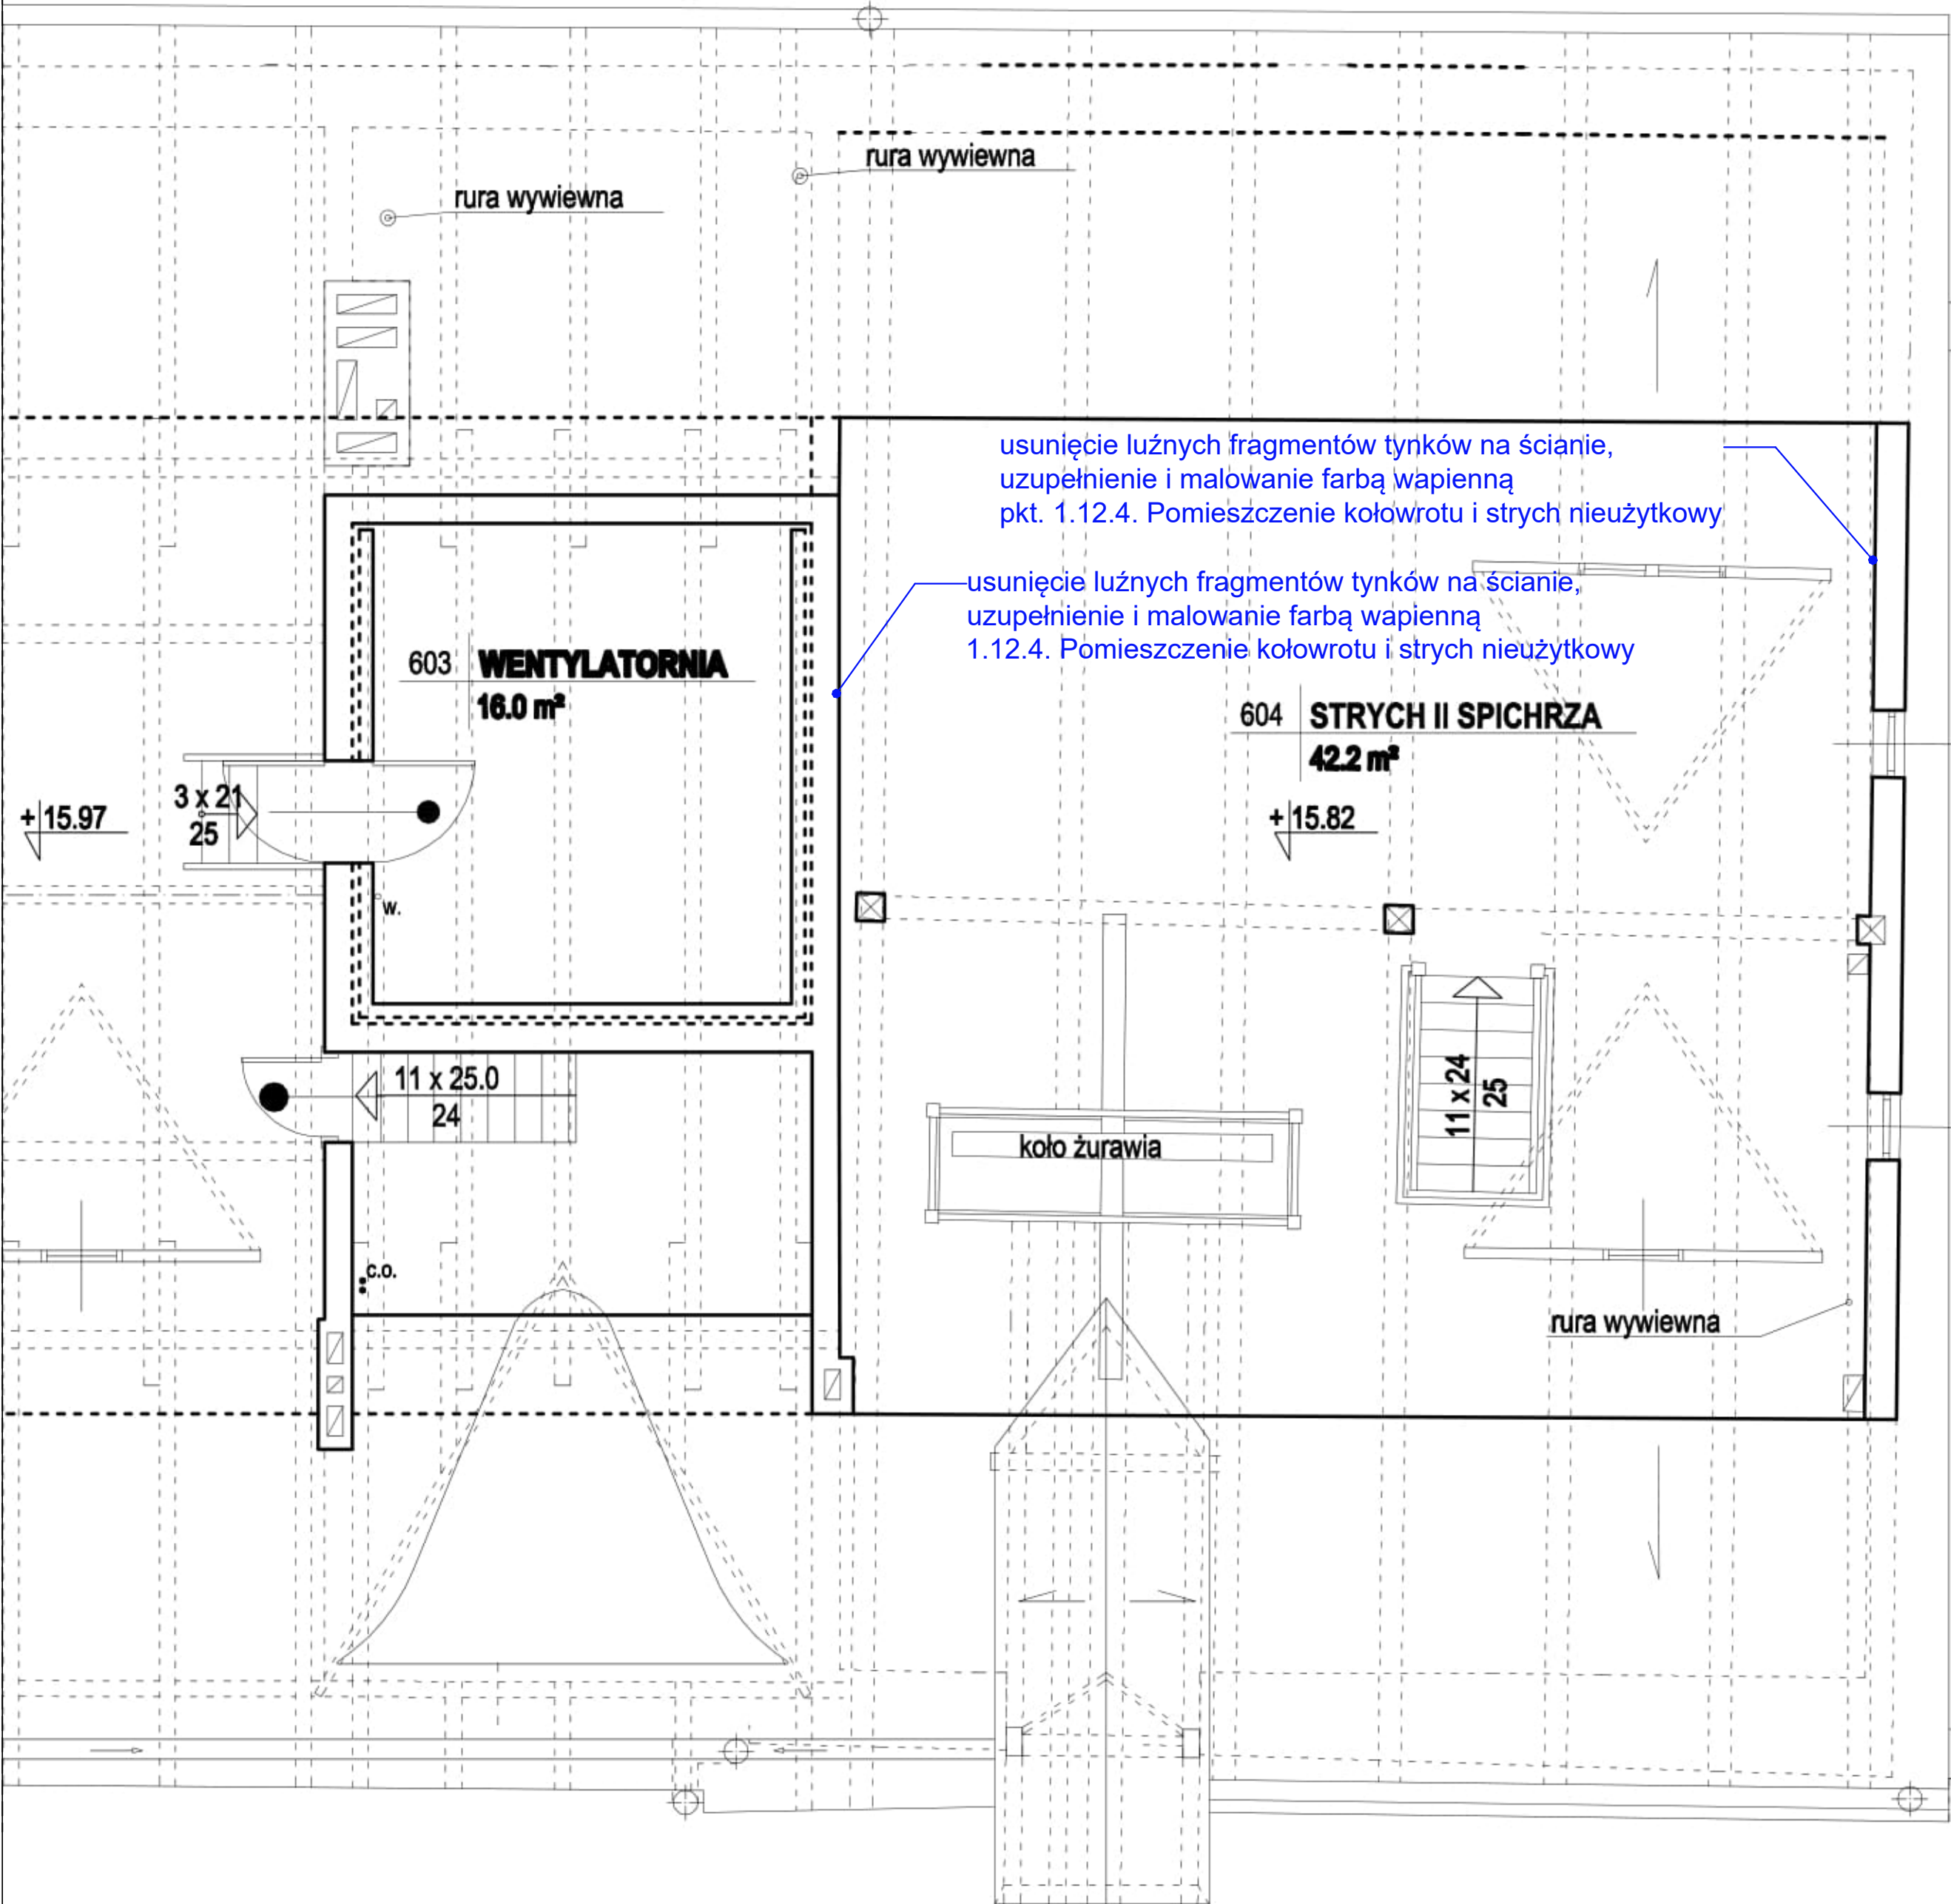 rura wywiewna
rura wywiewna
usunięcie luźnych fragmentów tynków na ścianie,
uzupełnienie i malowanie farbą wapienną
pkt. 1.12.4. Pomieszczenie kołowrotu i strych nieużytkowy
usunięcie luźnych fragmentów tynków na ścianie,
uzupełnienie i malowanie farbą wapienną
1.12.4. Pomieszczenie kołowrotu i strych nieużytkowy
603 WENTYLATORNIA
16.0 m²
604 STRYCH II SPICHRZA
42.2 m²
+15.97
3 x 21
25
+15.82
w.
11 x 25.0
24
11 x 24
25
koło żurawia
c.o.
rura wywiewna